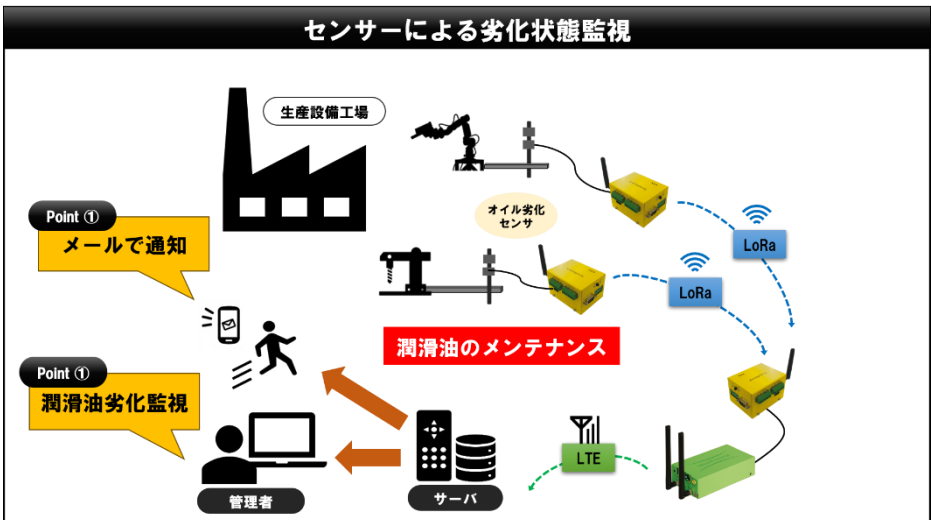 センサーによる劣化状態監視
生産設備工場
Point ①
メールで通知
オイル劣化
センサ
LoRa
LoRa
潤滑油のメンテナンス
Point ①
潤滑油劣化監視
LTE
管理者
サーバ